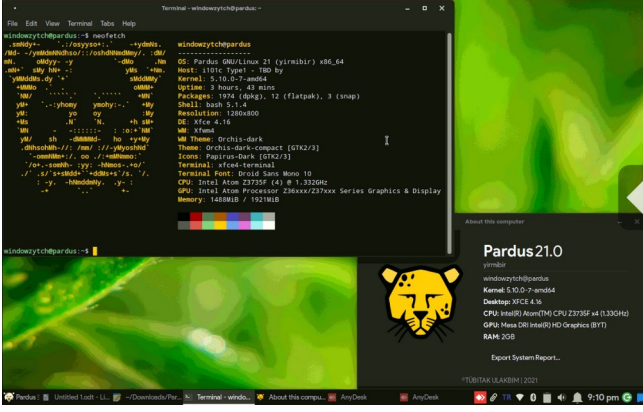 Terminal - windowzytch@pardus: ~
File Edit View Terminal Tabs Help
windowzytch@pardus:~$ neofetch
windowzytch@pardus
------------------
OS: Pardus GNU/Linux 21 (yirmibir) x86_64
Host: i101c Type1 - TBD by
Kernel: 5.10.0-7-amd64
Uptime: 3 hours, 43 mins
Packages: 1974 (dpkg), 12 (flatpak), 3 (snap)
Shell: bash 5.1.4
Resolution: 1280x800
DE: Xfce 4.16
WM: Xfwm4
WM Theme: Orchis-dark
Theme: Orchis-dark-compact [GTK2/3]
Icons: Papirus-Dark [GTK2/3]
Terminal: xfce4-terminal
Terminal Font: Droid Sans Mono 10
CPU: Intel Atom Z3735F (4) @ 1.332GHz
GPU: Intel Atom Processor Z36xxx/Z37xxx Series Graphics & Display
Memory: 1488MiB / 1921MiB
windowzytch@pardus:~$
About this computer
Pardus 21.0
yirmibir
windowzytch@pardus
Kernel: 5.10.0-7-amd64
Desktop: XFCE 4.16
CPU: Intel(R) Atom(TM) CPU Z3735F x4 (1.33GHz)
GPU: Mesa DRI Intel(R) HD Graphics (BYT)
RAM: 2GB
Export System Report...
TÜBİTAK ULAKBİM | 2021
Pardus Untitled 1.odt - Li... ~/Downloads/Par... Terminal - windo... About this compu... AnyDesk AnyDesk TR 9:10 pm